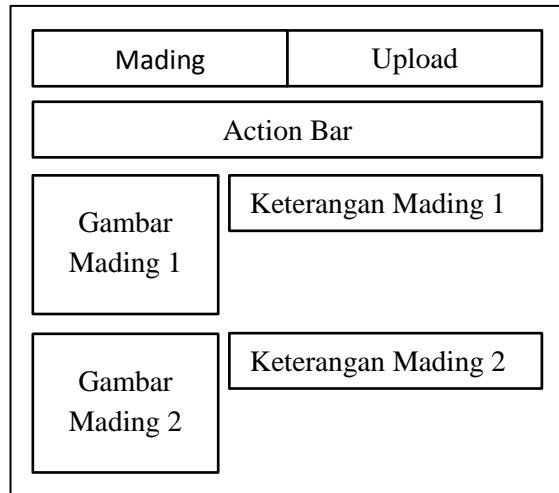 Mading
Upload
Action Bar
Gambar
Mading 1
Keterangan Mading 1
Gambar
Mading 2
Keterangan Mading 2